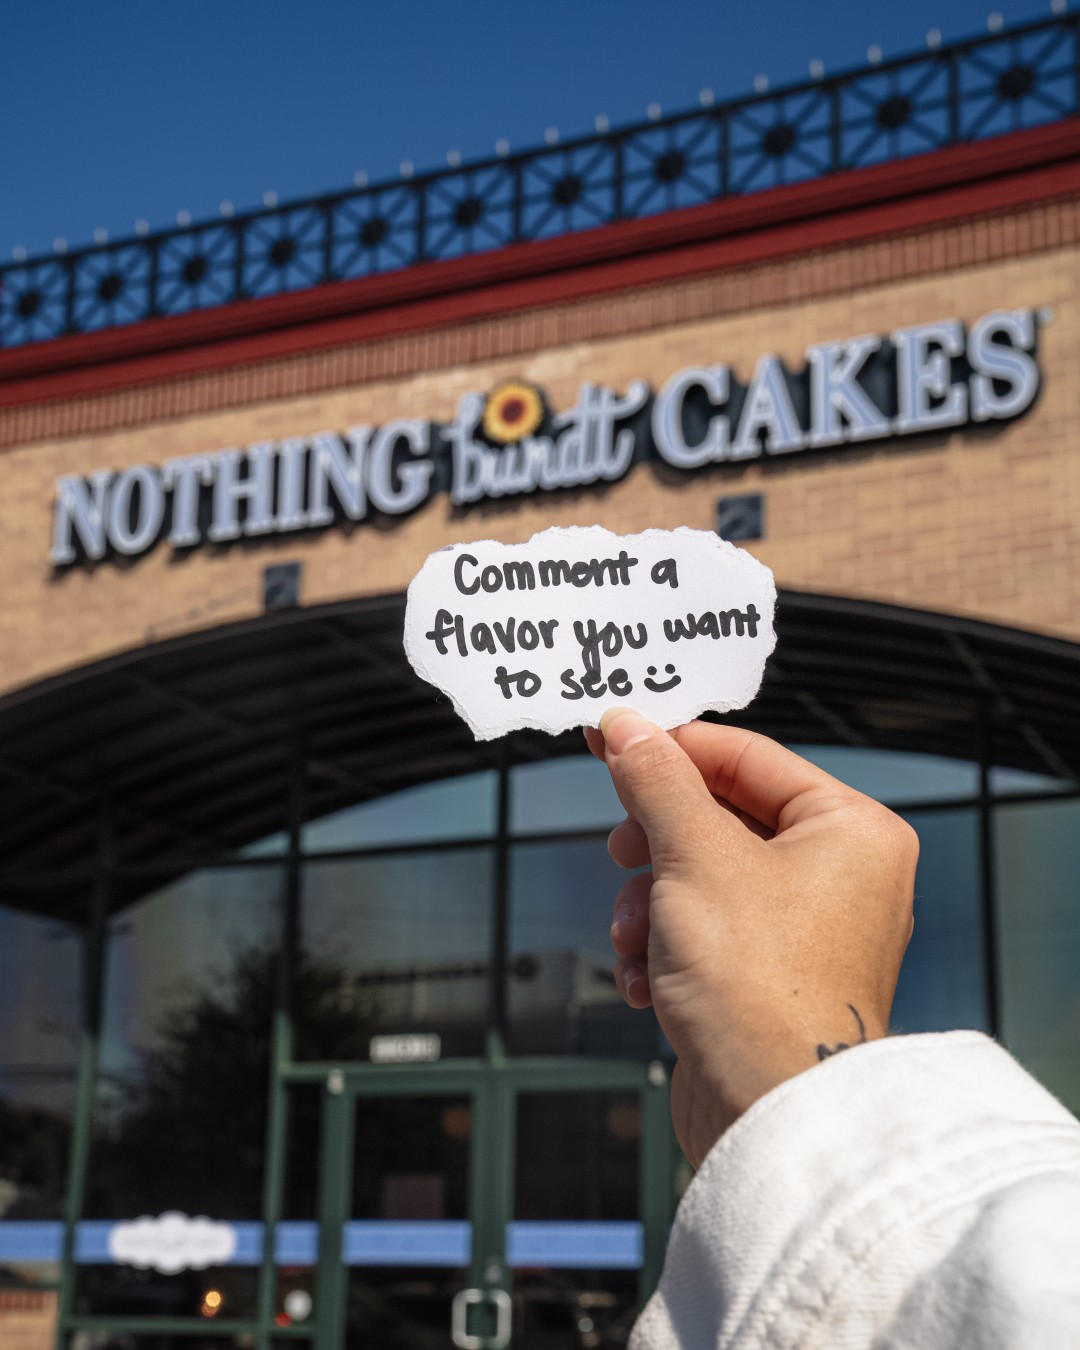 NOTHING bundt CAKES
Comment a
flavor you want
to see